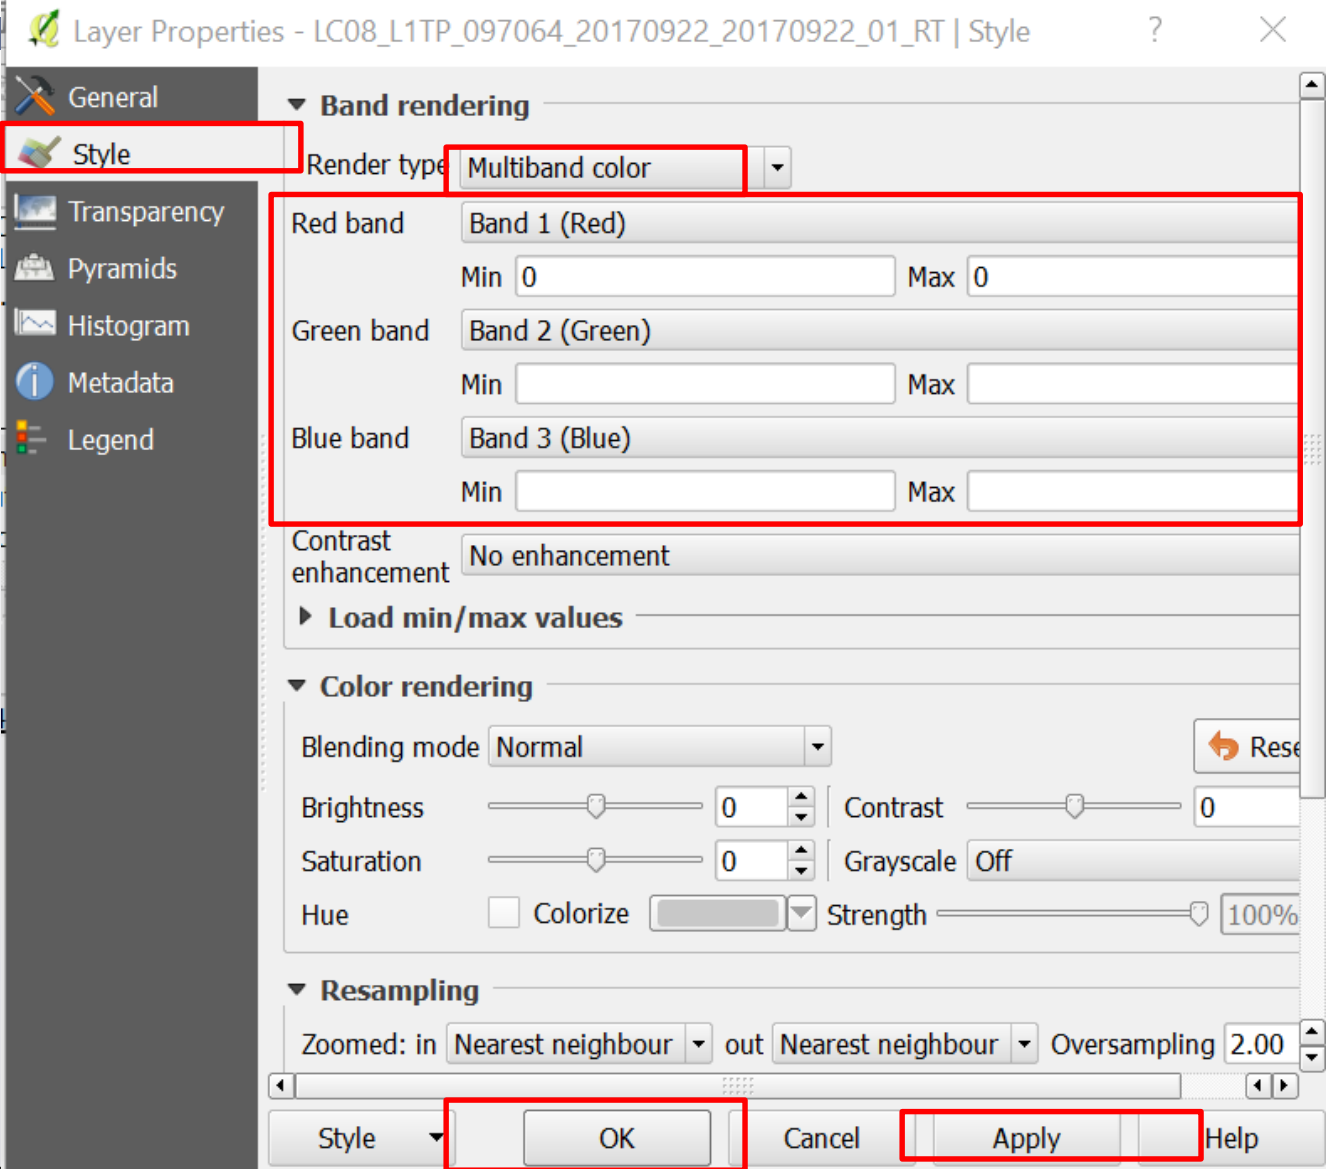 Layer Properties - LC08_L1TP_097064_20170922_20170922_01_RT | Style ?
General
Style
Transparency
Pyramids
Histogram
Metadata
Legend
Band rendering
Render type Multiband color
Red band Band 1 (Red)
Min 0 Max 0
Green band Band 2 (Green)
Min Max
Blue band Band 3 (Blue)
Min Max
Contrast
enhancement No enhancement
Load min/max values
Color rendering
Blending mode Normal Rese
Brightness 0 Contrast 0
Saturation 0 Grayscale Off
Hue Colorize Strength 100%
Resampling
Zoomed: in Nearest neighbour out Nearest neighbour Oversampling 2.00
Style OK Cancel Apply Help